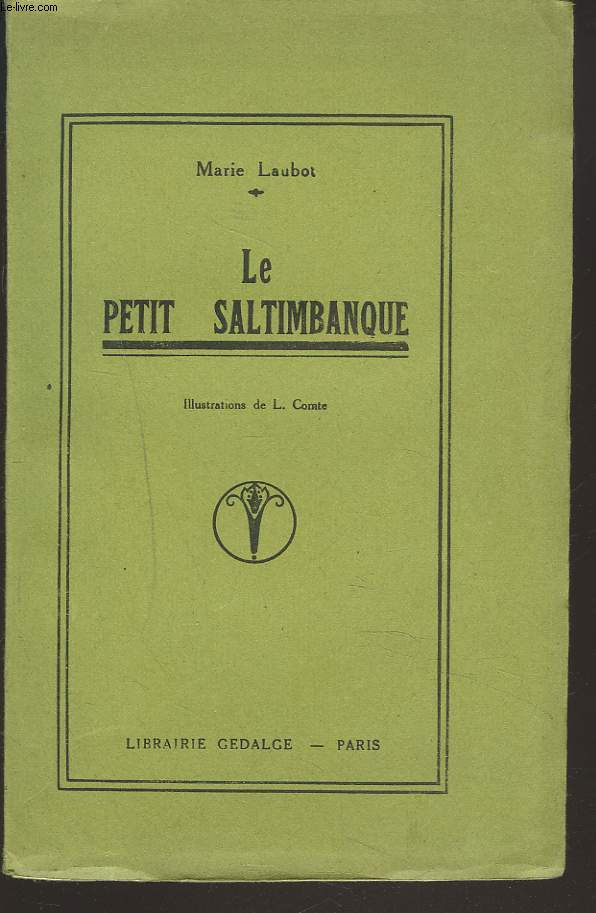 Le-livre.com
Marie Laubot
Le
PETIT SALTIMBANQUE
Illustrations de L. Comte
LIBRAIRIE GEDALGE — PARIS